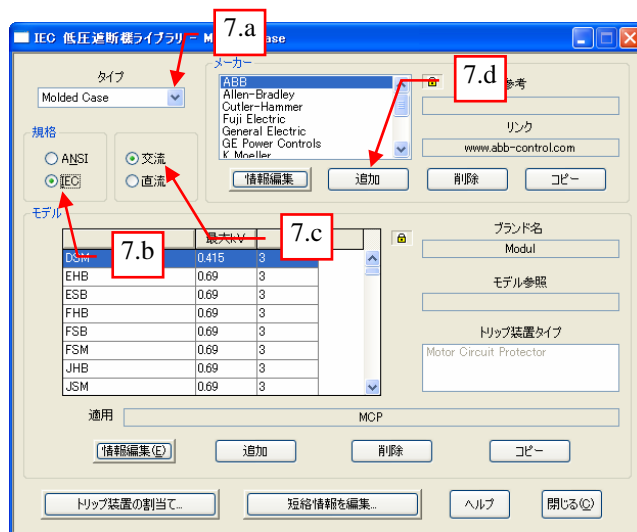 IEC 低圧遮断機ライブラリー
ase
7.a
タイプ
Molded Case
規格
ANSI
IEC
交流
直流
7.b
7.c
メーカー
ABB
Allen-Bradley
Cutler-Hammer
Fuji Electric
General Electric
GE Power Controls
K. Moeller
7.d
参考
リンク
www.abb-control.com
情報編集
追加
削除
コピー
モデル
最大kV
DSM 0.415 3
EHB 0.69 3
ESB 0.69 3
FHB 0.69 3
FSB 0.69 3
FSM 0.69 3
JHB 0.69 3
JSM 0.69 3
ブランド名
Modul
モデル参照
トリップ装置タイプ
Motor Circuit Protector
適用 MCP
情報編集(E)
追加
削除
コピー
トリップ装置の割当て...
短絡情報を編集...
ヘルプ
閉じる(C)